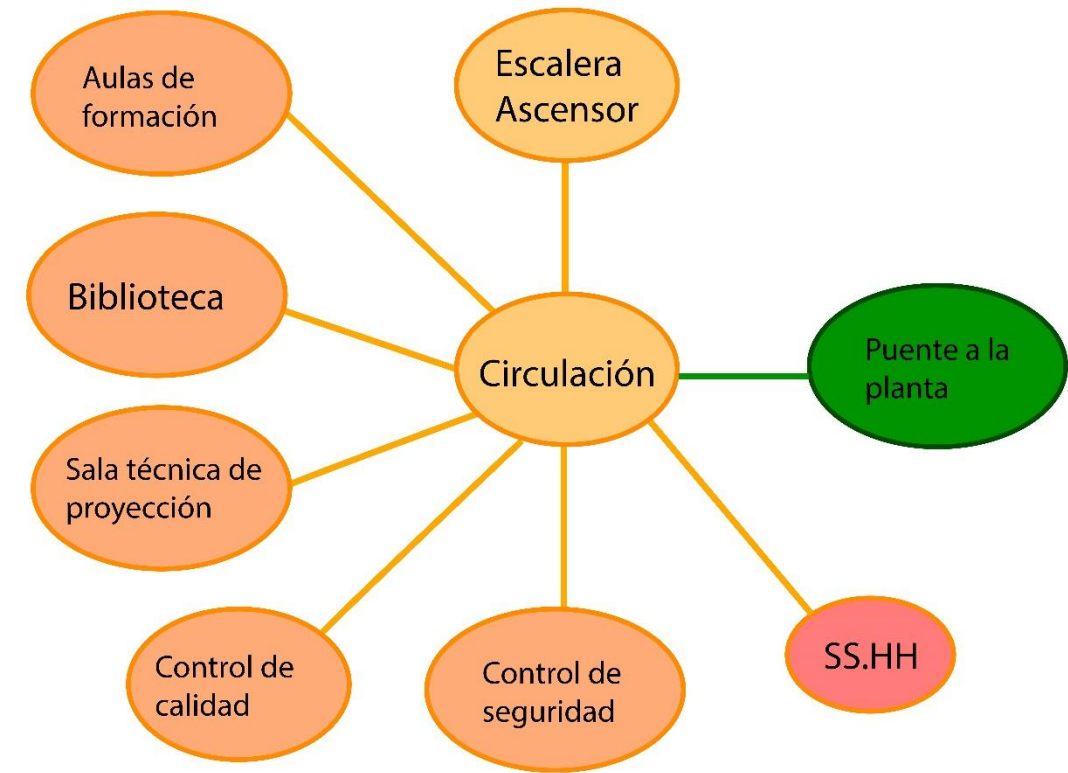 Aulas de
formación
Escalera
Ascensor
Biblioteca
Circulación
Puente a la
planta
Sala técnica de
proyección
Control de
calidad
Control de
seguridad
SS.HH